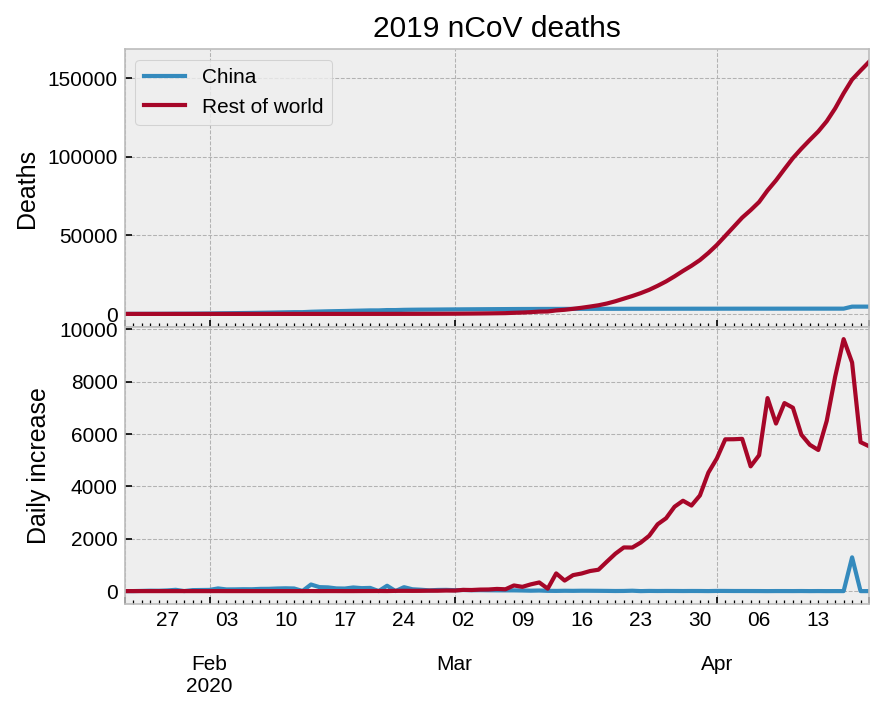 2019 nCoV deaths
China
Rest of world
Deaths
150000
100000
50000
0
Daily increase
10000
8000
6000
4000
2000
0
27 03 10 17 24 02 09 16 23 30 06 13
Feb Mar Apr
2020